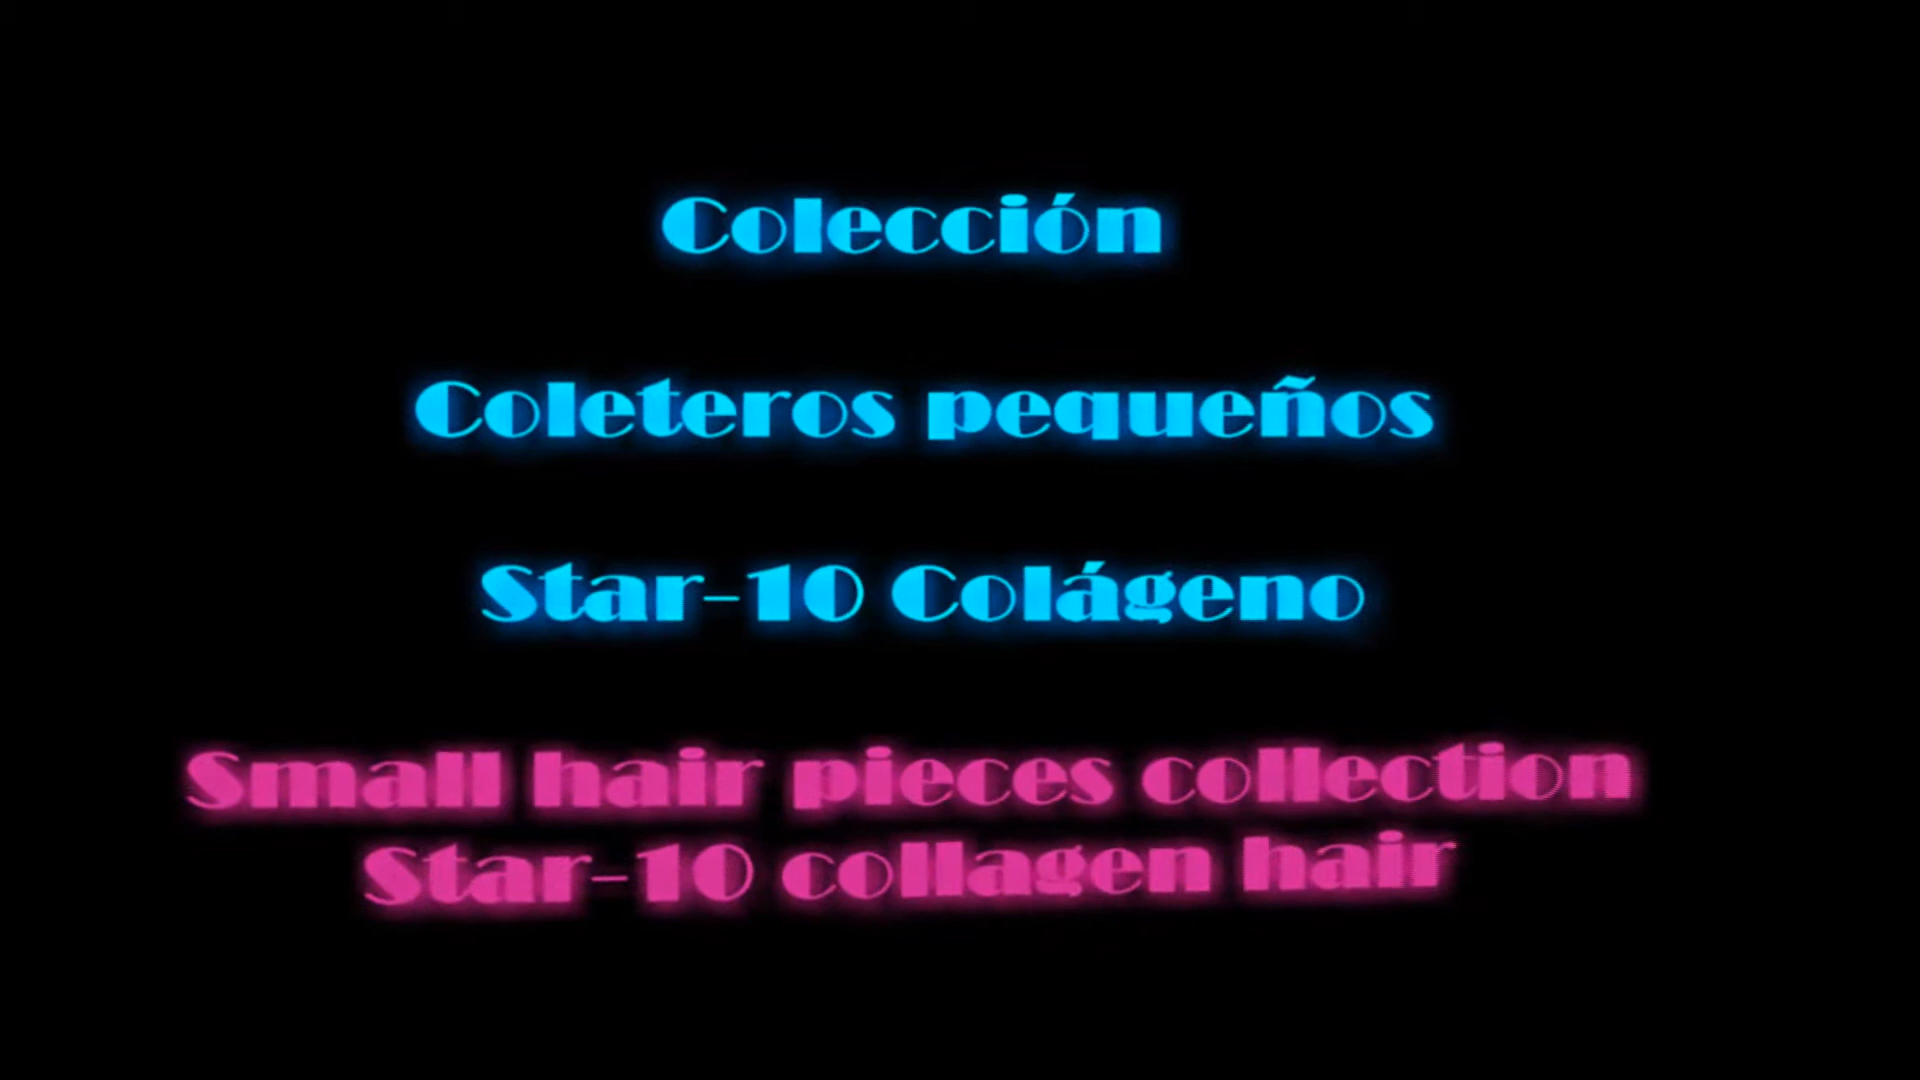 Colección
Coleteros pequeños
Star-10 Colágeno
Small hair pieces collection
Star-10 collagen hair